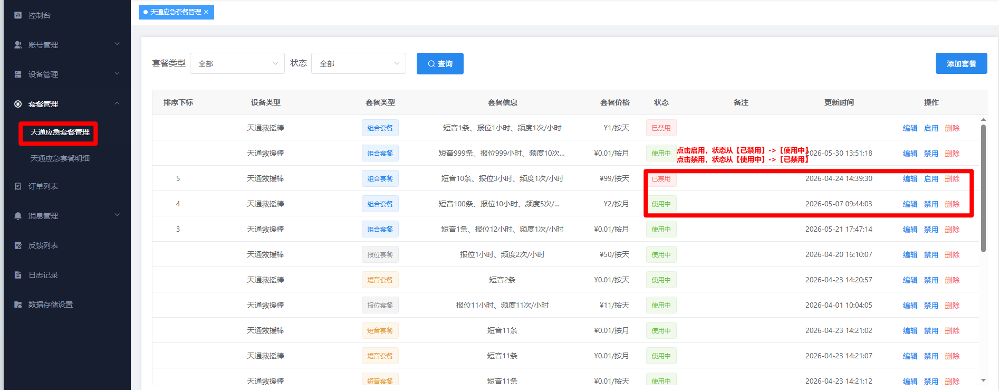 控制台
账号管理
设备管理
套餐管理
天通应急套餐管理
天通应急套餐明细
订单列表
消息管理
反馈列表
日志记录
数据存储设置
天通应急套餐管理
套餐类型 全部 状态 全部 查询 添加套餐
排序下标 设备类型 套餐类型 套餐信息 套餐价格 状态 备注 更新时间 操作
天通救援棒 组合套餐 短音1条、报位1小时、频度1次/小时 ¥1/按天 已禁用 编辑 启用 删除
天通救援棒 组合套餐 短音999条、报位999小时、频度10次... ¥0.01/按月 使用中 2026-05-30 13:51:18 编辑 禁用 删除
点击启用，状态从【已禁用】->【使用中】
点击禁用，状态从【使用中】->【已禁用】
5 天通救援棒 组合套餐 短音10条、报位3小时、频度1次/小时 ¥99/按天 已禁用 2026-04-24 14:39:30 编辑 启用 删除
4 天通救援棒 组合套餐 短音100条、报位10小时、频度5次/... ¥2/按月 使用中 2026-05-07 09:44:03 编辑 禁用 删除
3 天通救援棒 组合套餐 短音1条、报位12小时、频度1次/小时 ¥0.01/按月 使用中 2026-05-21 17:47:14 编辑 禁用 删除
天通救援棒 报位套餐 报位1小时、频度2次/小时 ¥50/按天 使用中 2026-04-20 16:10:07 编辑 禁用 删除
天通救援棒 短音套餐 短音2条 ¥0.01/按天 使用中 2026-04-23 14:20:57 编辑 禁用 删除
天通救援棒 报位套餐 报位11小时、频度11次/小时 ¥11/按天 使用中 2026-04-01 10:04:05 编辑 禁用 删除
天通救援棒 短音套餐 短音11条 ¥0.01/按月 使用中 2026-04-23 14:21:02 编辑 禁用 删除
天通救援棒 短音套餐 短音11条 ¥0.01/按月 使用中 2026-04-23 14:21:07 编辑 禁用 删除
天通救援棒 短音套餐 短音11条 ¥0.01/按天 使用中 2026-04-23 14:21:12 编辑 禁用 删除